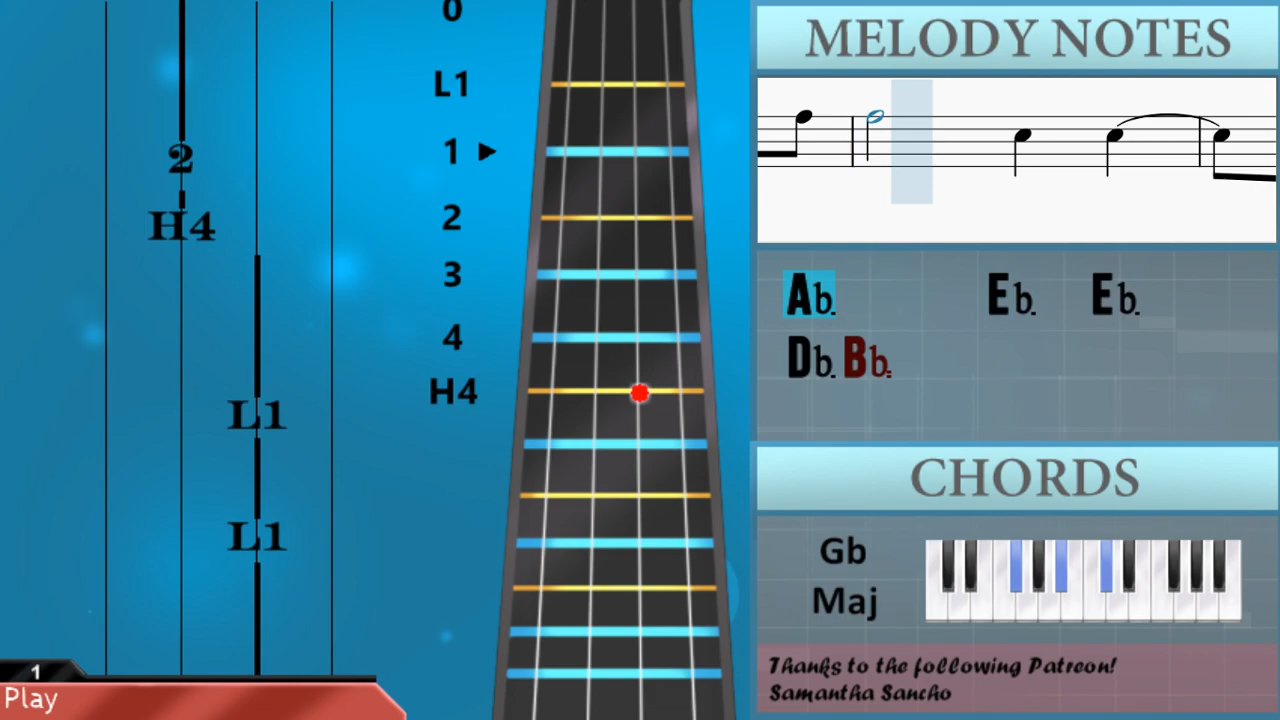 0
L1
1
2
3
4
H4
2
H4
L1
L1
1
Play
MELODY NOTES
Ab. Eb. Eb.
Db. Bb.
CHORDS
Gb
Maj
Thanks to the following Patreon!
Samantha Sancho